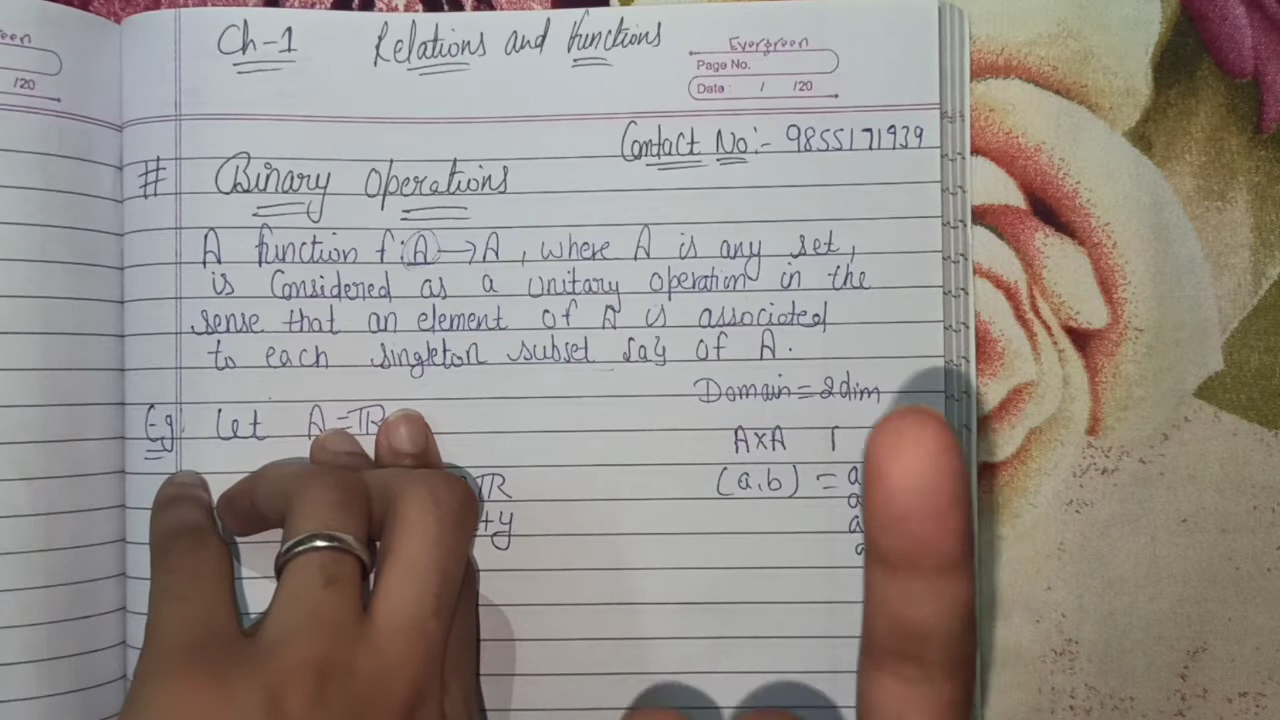 een
/20
Ch-1 Relations and functions
Evergreen
Page No.
Date : / /20
Contact No:- 9855171939
# Binary Operations
A function f: A → A, where A is any set,
is Considered as a unitary operation in the
sense that an element of A is associated
to each singleton subset say of A.
Domain = 2dim
Eg. Let A = R
A×A
R
(a,b) = a
+y
a
a